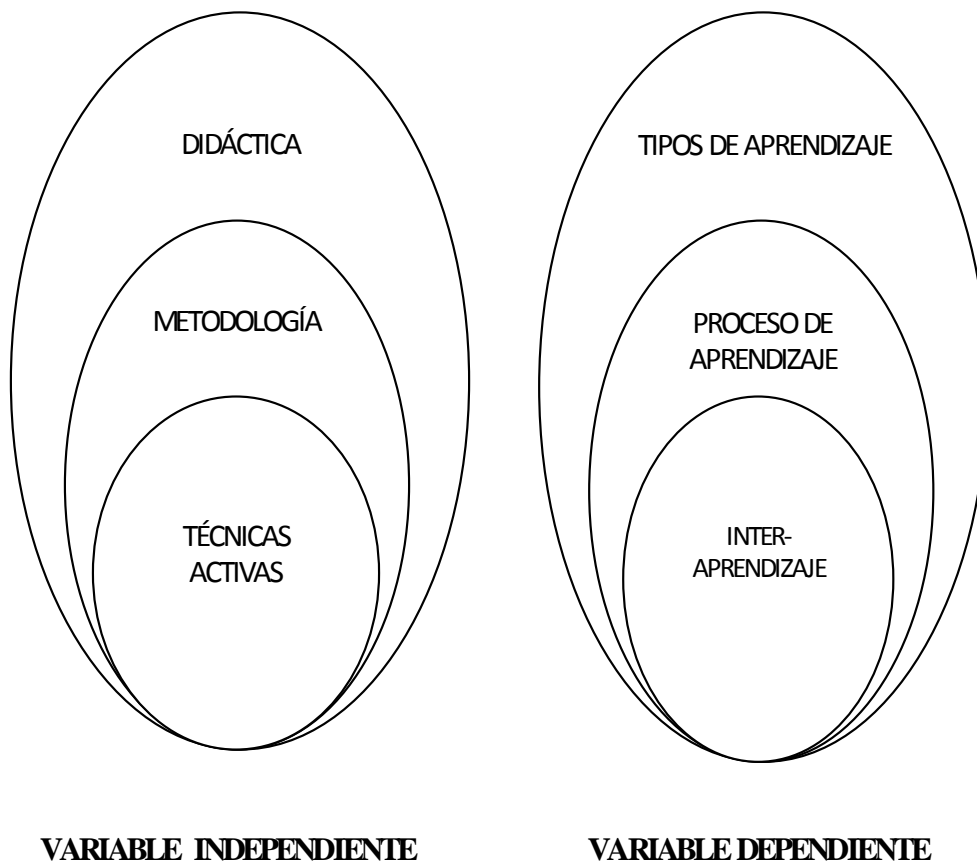 DIDÁCTICA
METODOLOGÍA
TÉCNICAS
ACTIVAS
VARIABLE INDEPENDIENTE
TIPOS DE APRENDIZAJE
PROCESO DE
APRENDIZAJE
INTER-
APRENDIZAJE
VARIABLE DEPENDIENTE